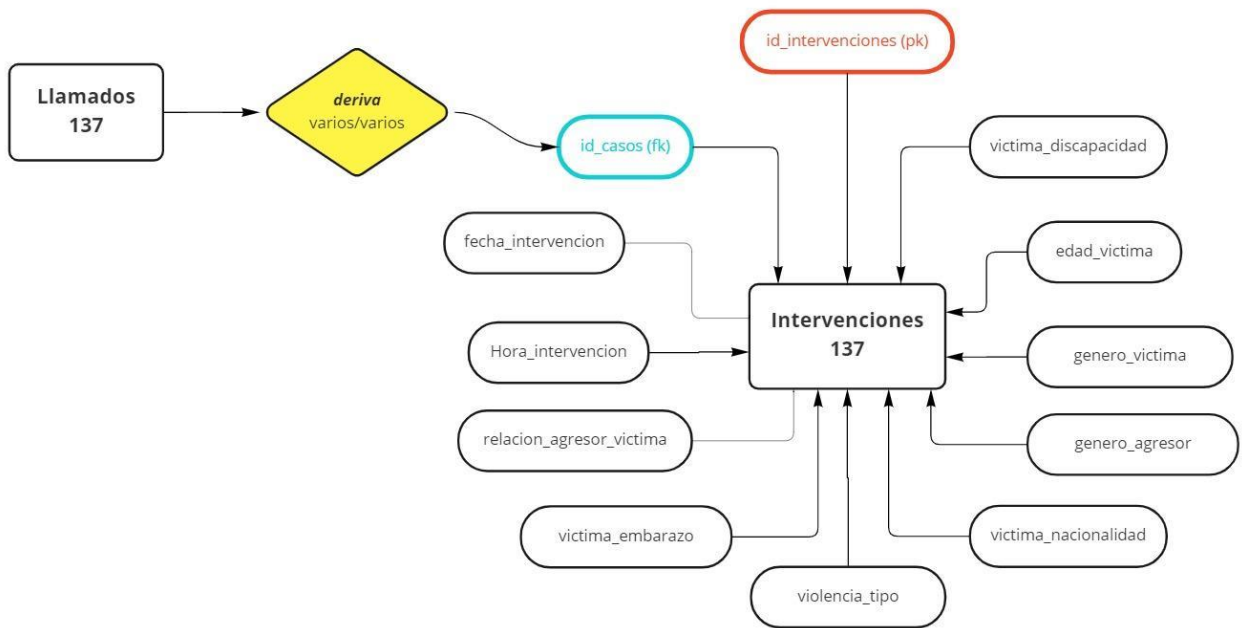 id_intervenciones (pk)
Llamados
137
deriva
varios/varios
id_casos (fk)
victima_discapacidad
fecha_intervencion
edad_victima
Intervenciones
137
Hora_intervencion
genero_victima
relacion_agresor_victima
genero_agresor
victima_embarazo
victima_nacionalidad
violencia_tipo